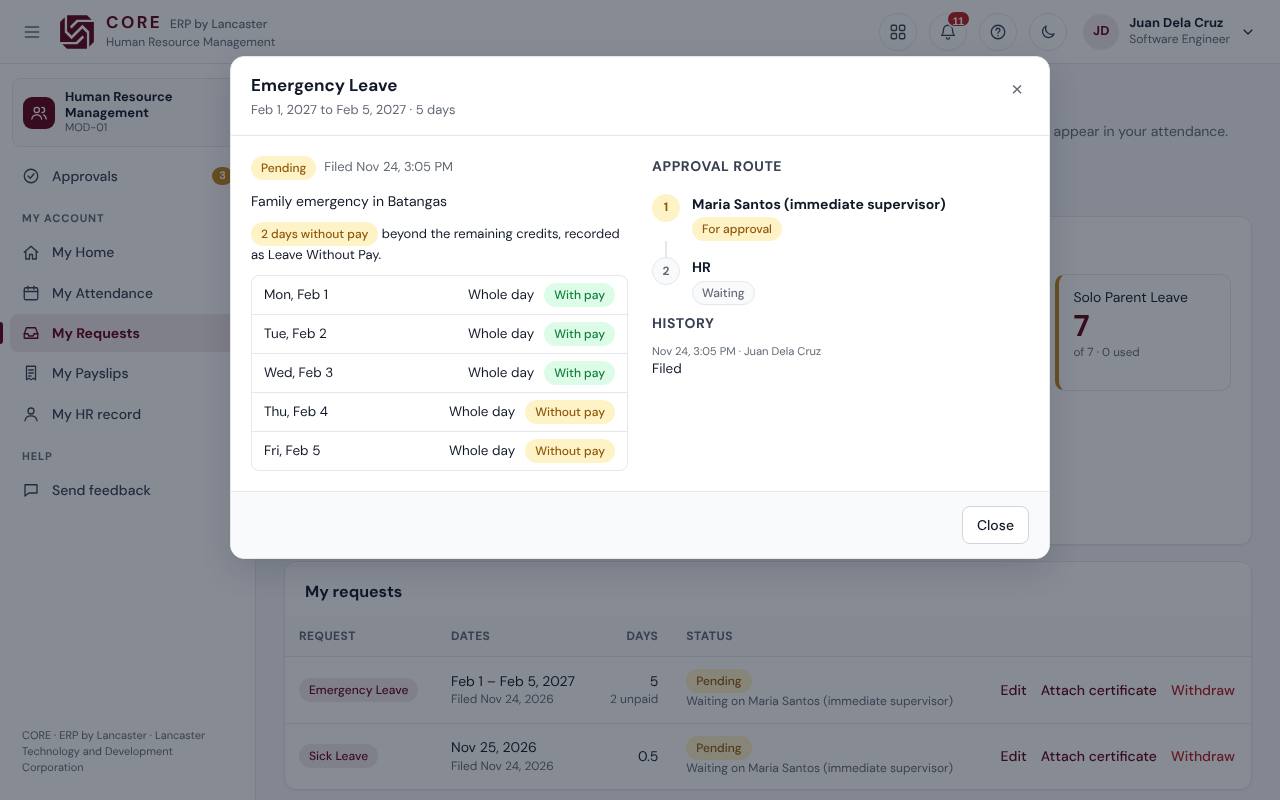 CORE ERP by Lancaster
Human Resource Management
11
JD
Juan Dela Cruz
Software Engineer
Human Resource
Management
MOD-01
Approvals
3
MY ACCOUNT
My Home
My Attendance
My Requests
My Payslips
My HR record
HELP
Send feedback
CORE · ERP by Lancaster · Lancaster
Technology and Development
Corporation
appear in your attendance.
Solo Parent Leave
7
of 7 · 0 used
Emergency Leave
Feb 1, 2027 to Feb 5, 2027 · 5 days
×
Pending Filed Nov 24, 3:05 PM
Family emergency in Batangas
2 days without pay beyond the remaining credits, recorded
as Leave Without Pay.
Mon, Feb 1 Whole day With pay
Tue, Feb 2 Whole day With pay
Wed, Feb 3 Whole day With pay
Thu, Feb 4 Whole day Without pay
Fri, Feb 5 Whole day Without pay
APPROVAL ROUTE
1 Maria Santos (immediate supervisor)
For approval
2 HR
Waiting
HISTORY
Nov 24, 3:05 PM · Juan Dela Cruz
Filed
Close
My requests
REQUEST DATES DAYS STATUS
Emergency Leave Feb 1 – Feb 5, 2027 5 Pending Edit Attach certificate Withdraw
Filed Nov 24, 2026 2 unpaid Waiting on Maria Santos (immediate supervisor)
Sick Leave Nov 25, 2026 0.5 Pending Edit Attach certificate Withdraw
Filed Nov 24, 2026 Waiting on Maria Santos (immediate supervisor)